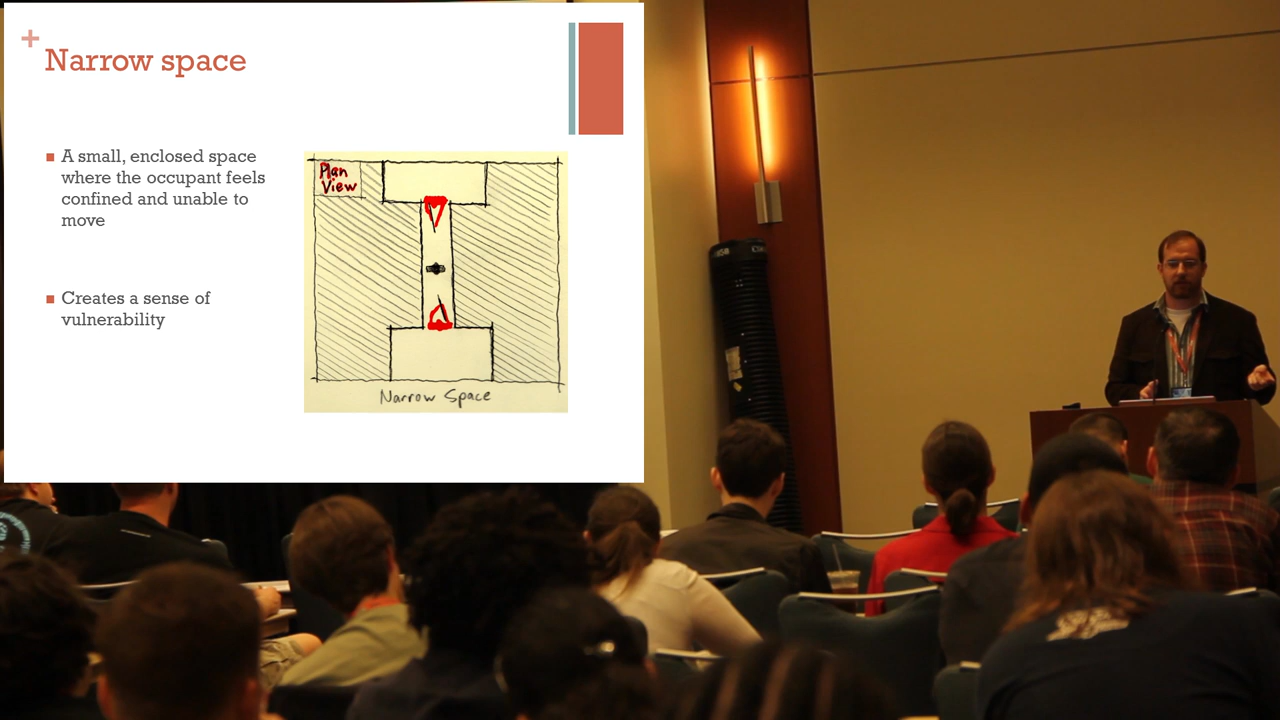 Narrow space
A small, enclosed space
where the occupant feels
confined and unable to
move
Creates a sense of
vulnerability
Plan
View
Narrow Space